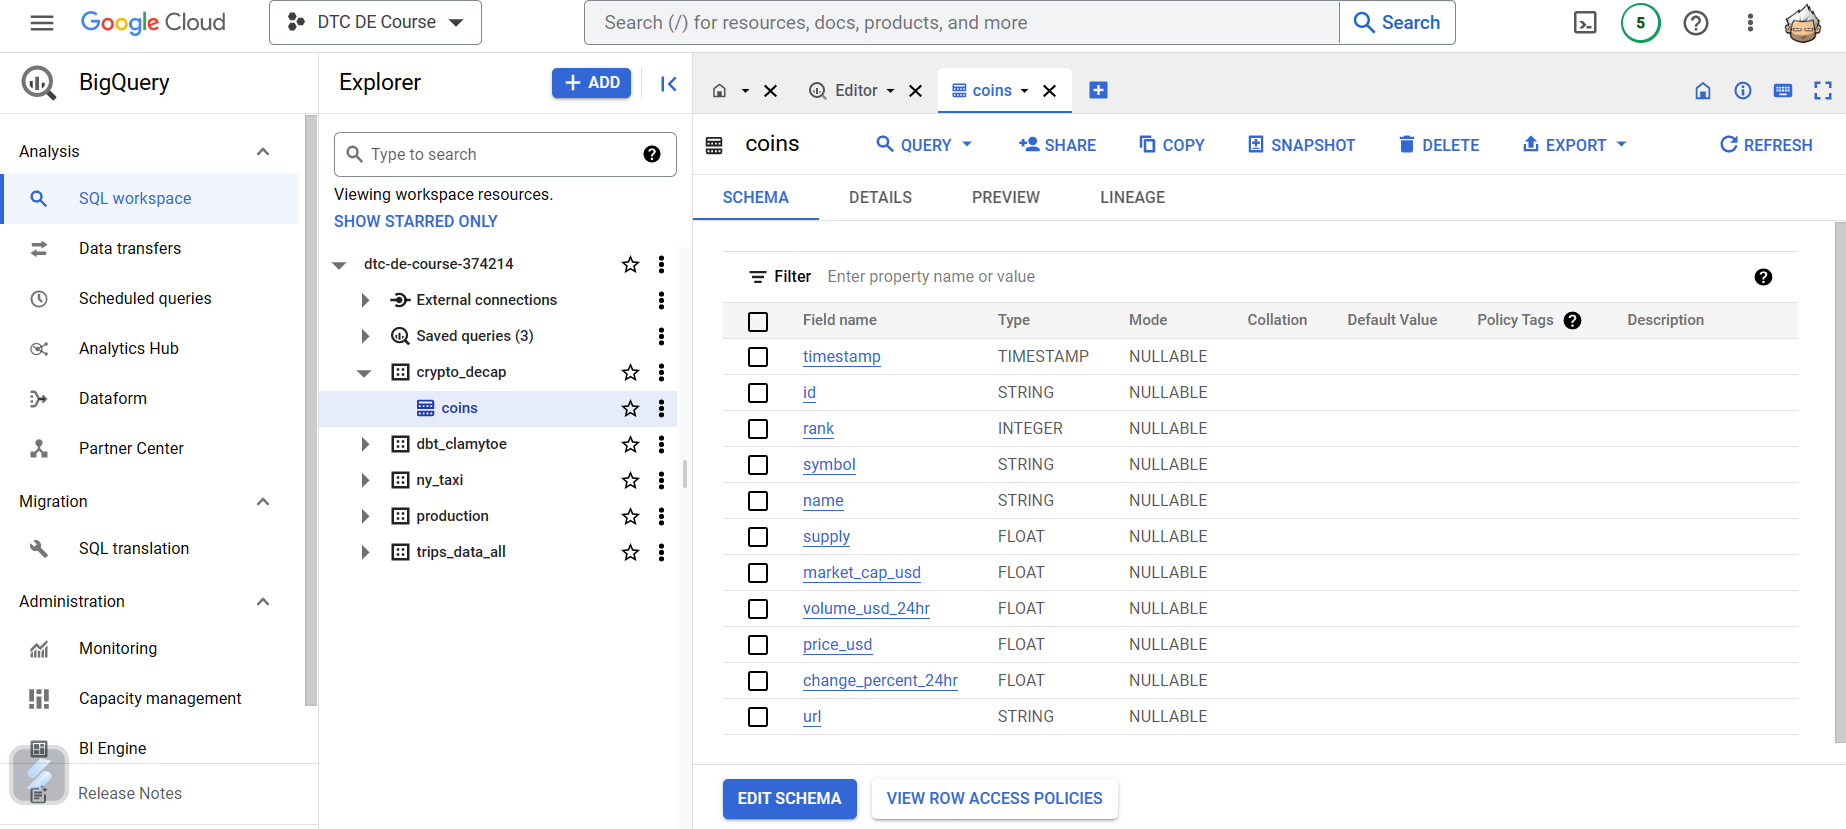 Google Cloud
DTC DE Course
Search (/) for resources, docs, products, and more
Search
5
BigQuery
Analysis
SQL workspace
Data transfers
Scheduled queries
Analytics Hub
Dataform
Partner Center
Migration
SQL translation
Administration
Monitoring
Capacity management
BI Engine
Release Notes
Explorer
ADD
Type to search
Viewing workspace resources.
SHOW STARRED ONLY
dtc-de-course-374214
External connections
Saved queries (3)
crypto_decap
coins
dbt_clamytoe
ny_taxi
production
trips_data_all
Editor
coins
coins
QUERY
SHARE
COPY
SNAPSHOT
DELETE
EXPORT
REFRESH
SCHEMA DETAILS PREVIEW LINEAGE
Filter Enter property name or value
Field name Type Mode Collation Default Value Policy Tags Description
timestamp TIMESTAMP NULLABLE
id STRING NULLABLE
rank INTEGER NULLABLE
symbol STRING NULLABLE
name STRING NULLABLE
supply FLOAT NULLABLE
market_cap_usd FLOAT NULLABLE
volume_usd_24hr FLOAT NULLABLE
price_usd FLOAT NULLABLE
change_percent_24hr FLOAT NULLABLE
url STRING NULLABLE
EDIT SCHEMA
VIEW ROW ACCESS POLICIES